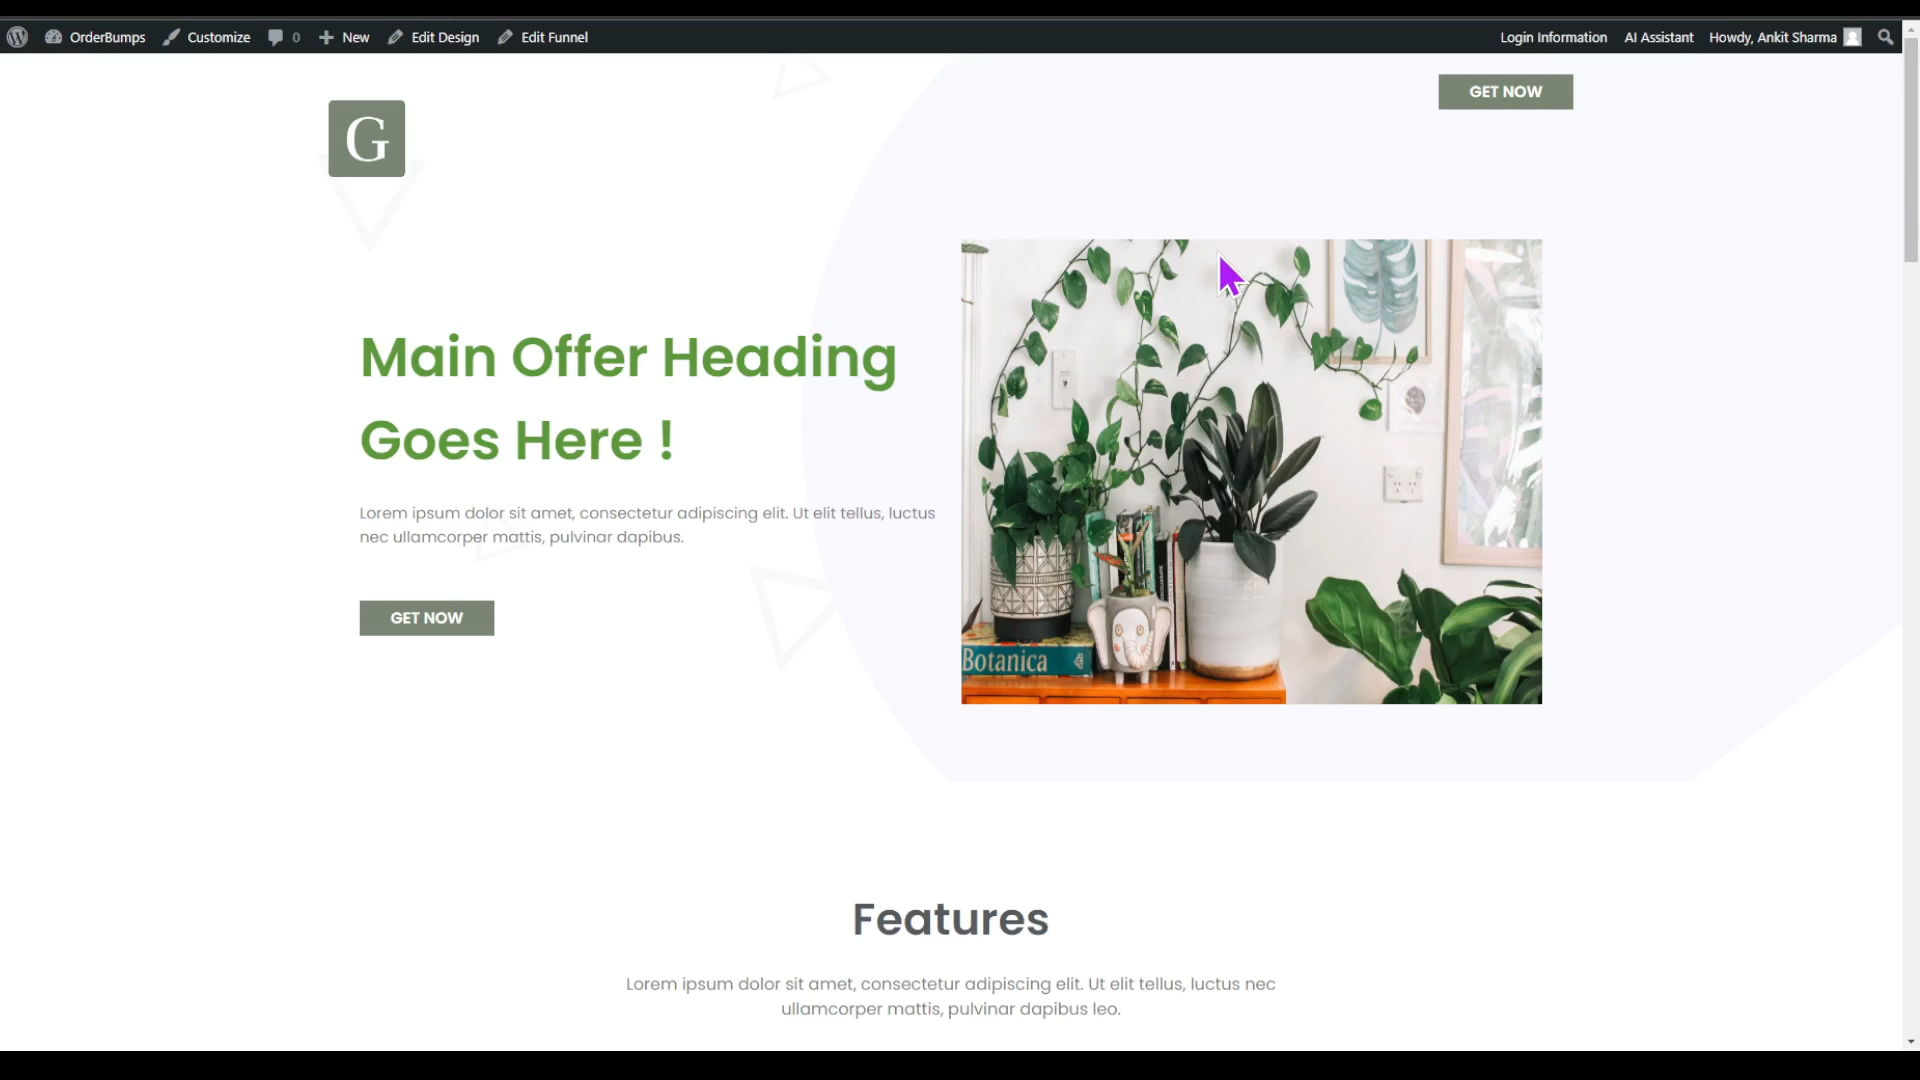 OrderBumps Customize 0 New Edit Design Edit Funnel Login Information AI Assistant Howdy, Ankit Sharma
GET NOW
G
Main Offer Heading
Goes Here !
Lorem ipsum dolor sit amet, consectetur adipiscing elit. Ut elit tellus, luctus
nec ullamcorper mattis, pulvinar dapibus.
GET NOW
Botanica
Features
Lorem ipsum dolor sit amet, consectetur adipiscing elit. Ut elit tellus, luctus nec
ullamcorper mattis, pulvinar dapibus leo.